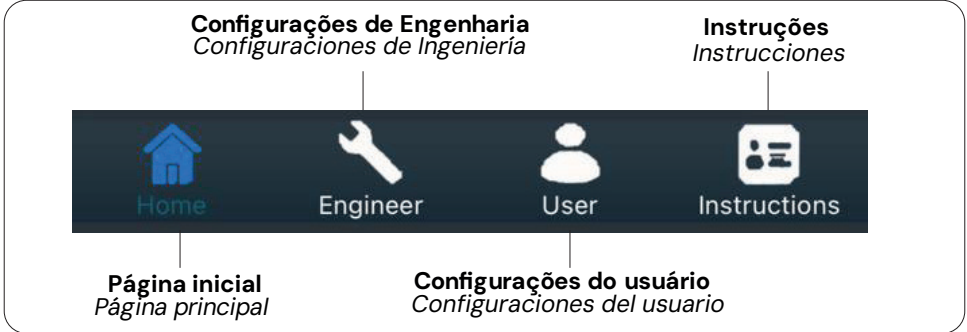 Configurações de Engenharia
Configuraciones de Ingeniería
Instruções
Instrucciones
Home
Engineer
User
Instructions
Página inicial
Página principal
Configurações do usuário
Configuraciones del usuario